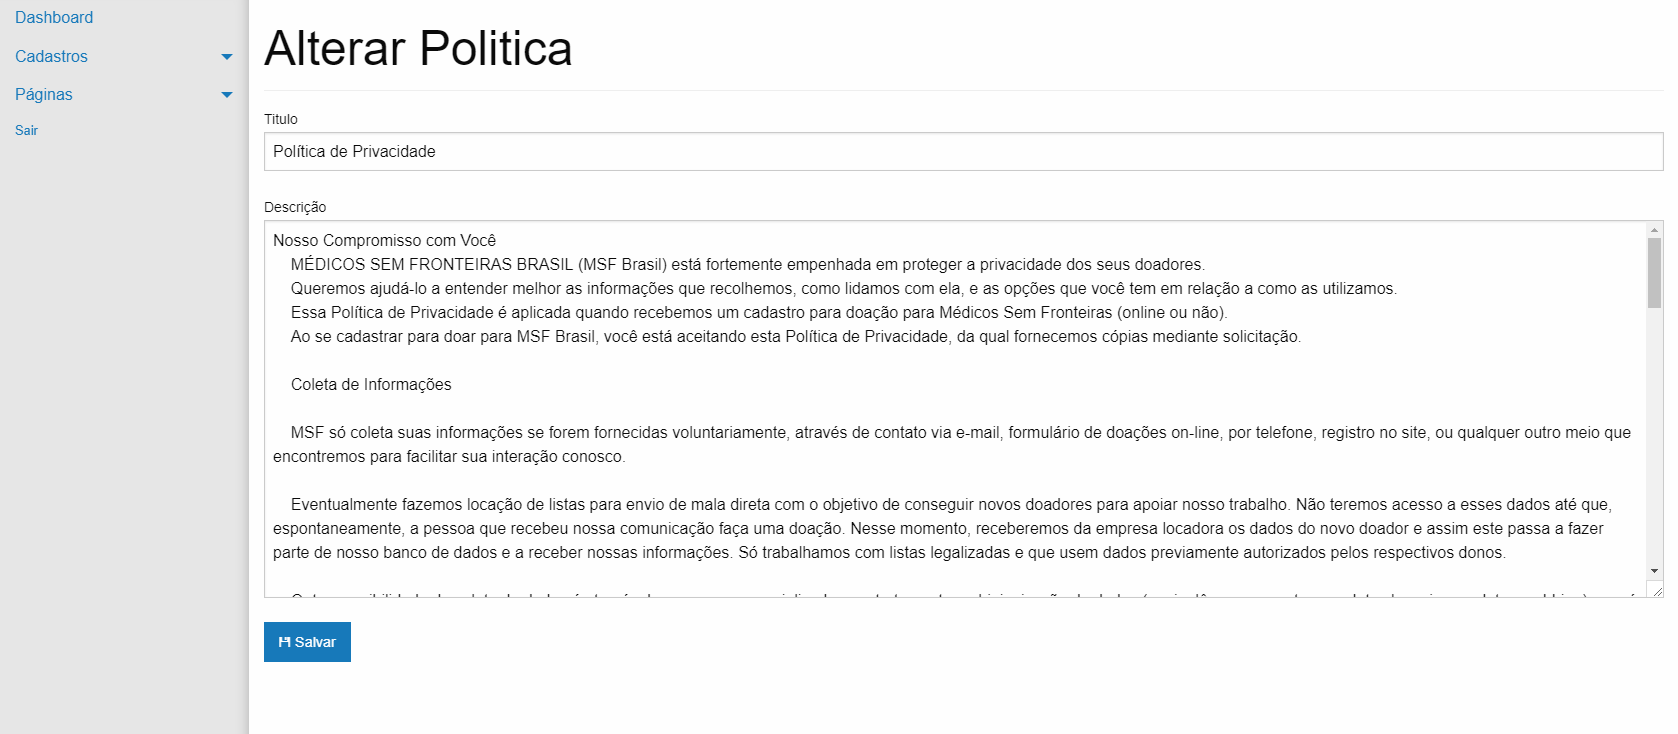 Dashboard
Cadastros
Páginas
Sair
Alterar Politica
Titulo
Política de Privacidade
Descrição
Nosso Compromisso com Você
MÉDICOS SEM FRONTEIRAS BRASIL (MSF Brasil) está fortemente empenhada em proteger a privacidade dos seus doadores.
Queremos ajudá-lo a entender melhor as informações que recolhemos, como lidamos com ela, e as opções que você tem em relação a como as utilizamos.
Essa Política de Privacidade é aplicada quando recebemos um cadastro para doação para Médicos Sem Fronteiras (online ou não).
Ao se cadastrar para doar para MSF Brasil, você está aceitando esta Política de Privacidade, da qual fornecemos cópias mediante solicitação.
Coleta de Informações
MSF só coleta suas informações se forem fornecidas voluntariamente, através de contato via e-mail, formulário de doações on-line, por telefone, registro no site, ou qualquer outro meio que
encontremos para facilitar sua interação conosco.
Eventualmente fazemos locação de listas para envio de mala direta com o objetivo de conseguir novos doadores para apoiar nosso trabalho. Não teremos acesso a esses dados até que,
espontaneamente, a pessoa que recebeu nossa comunicação faça uma doação. Nesse momento, receberemos da empresa locadora os dados do novo doador e assim este passa a fazer
parte de nosso banco de dados e a receber nossas informações. Só trabalhamos com listas legalizadas e que usem dados previamente autorizados pelos respectivos donos.
Salvar